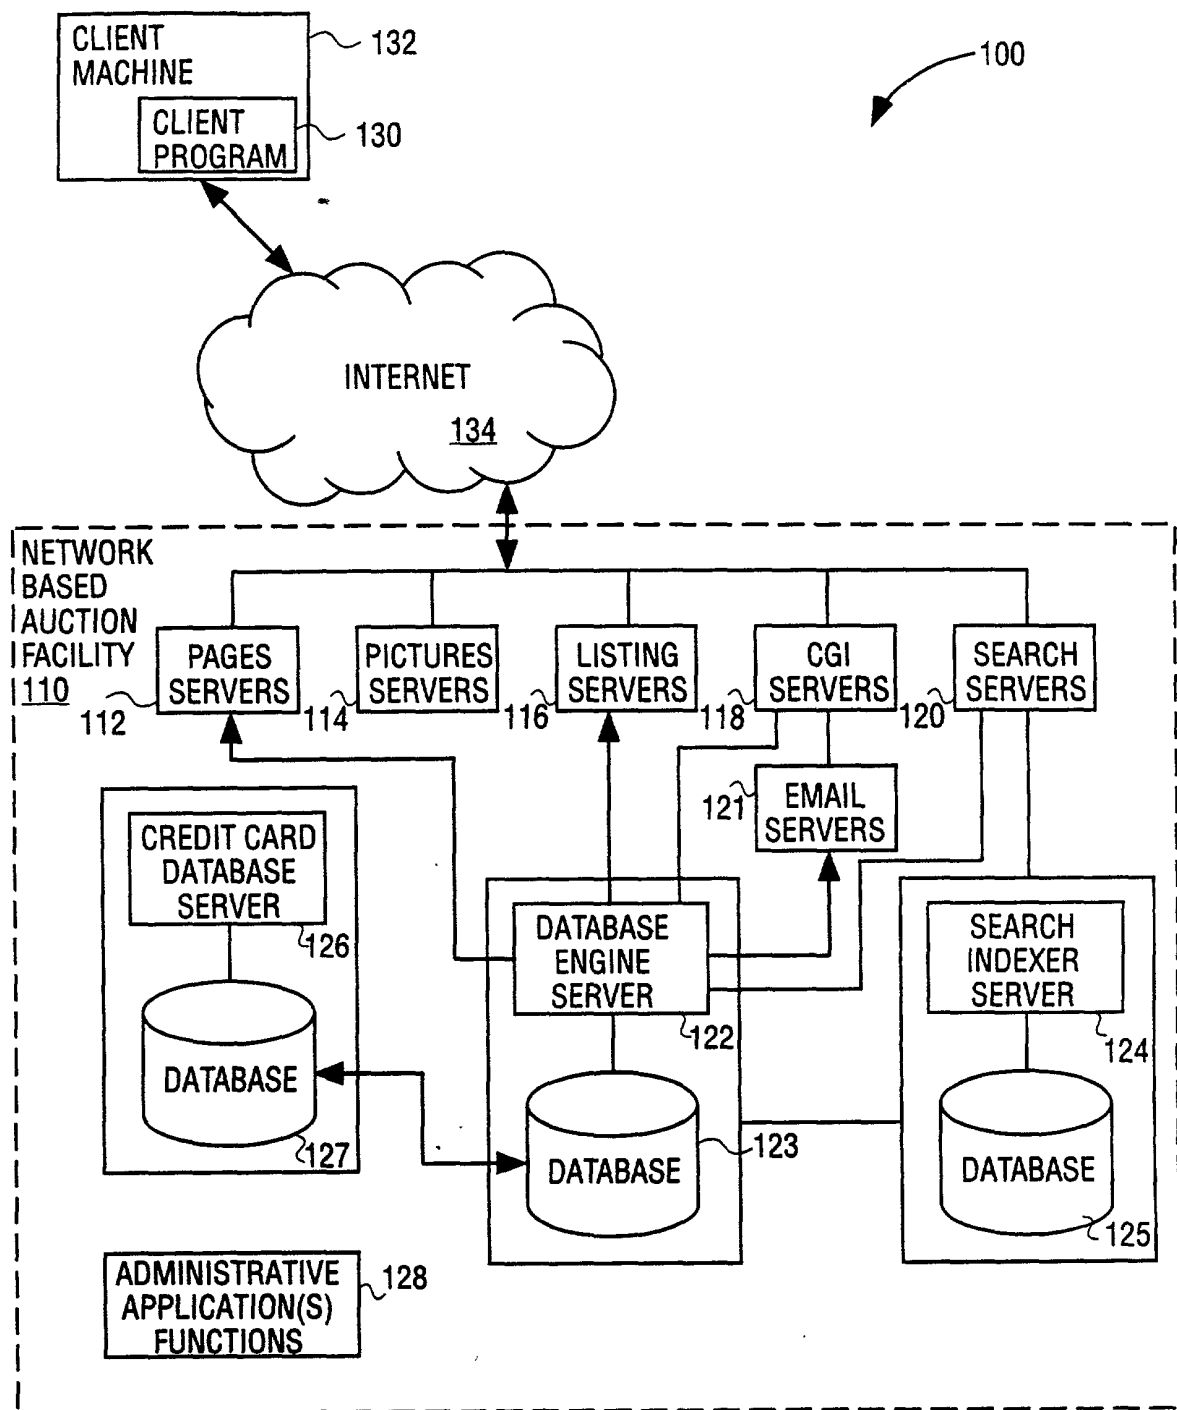 CLIENT
MACHINE
132
CLIENT
PROGRAM
130
100
INTERNET
134
NETWORK
BASED
AUCTION
FACILITY
110
PAGES
SERVERS
112
PICTURES
SERVERS
114
LISTING
SERVERS
116
CGI
SERVERS
118
SEARCH
SERVERS
120
EMAIL
SERVERS
121
CREDIT CARD
DATABASE
SERVER
126
DATABASE
127
DATABASE
ENGINE
SERVER
122
DATABASE
123
SEARCH
INDEXER
SERVER
124
DATABASE
125
ADMINISTRATIVE
APPLICATION(S)
FUNCTIONS
128